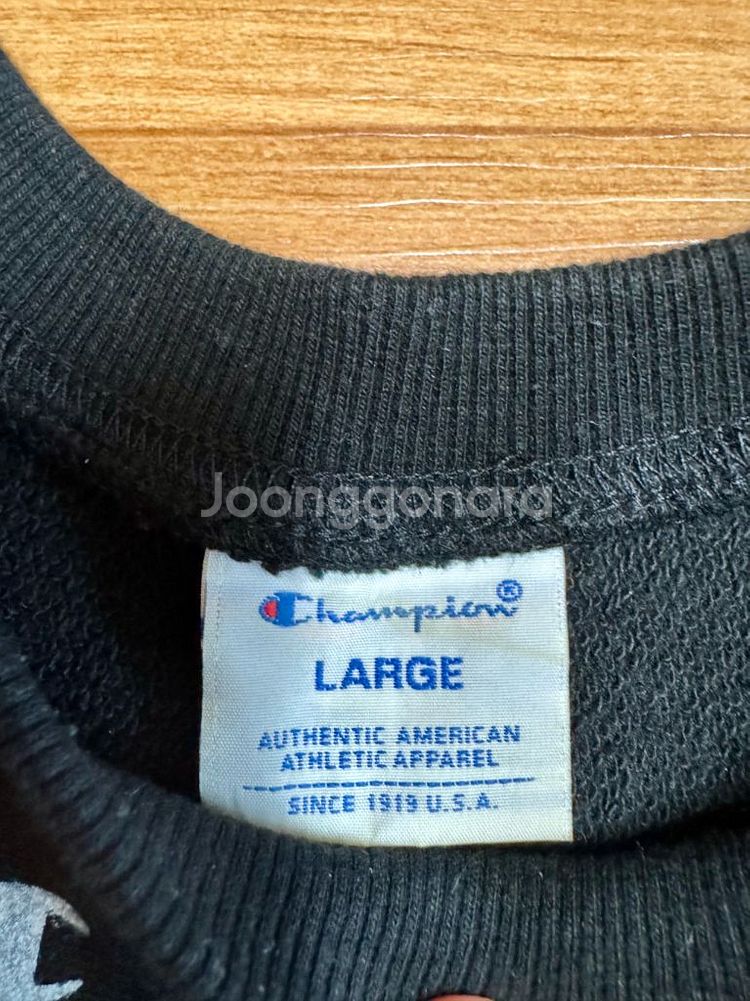 Joonggonara
Champion®
LARGE
AUTHENTIC AMERICAN
ATHLETIC APPAREL
SINCE 1919 U.S.A.